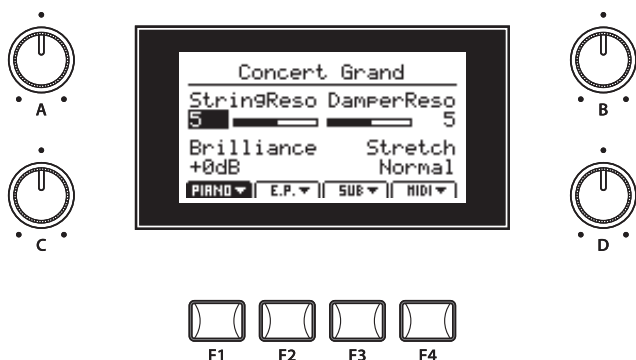 Concert Grand
StringReso DamperReso
5 5
Brilliance Stretch
+0dB Normal
PIANO E.P. SUB MIDI
A B
C D
F1 F2 F3 F4